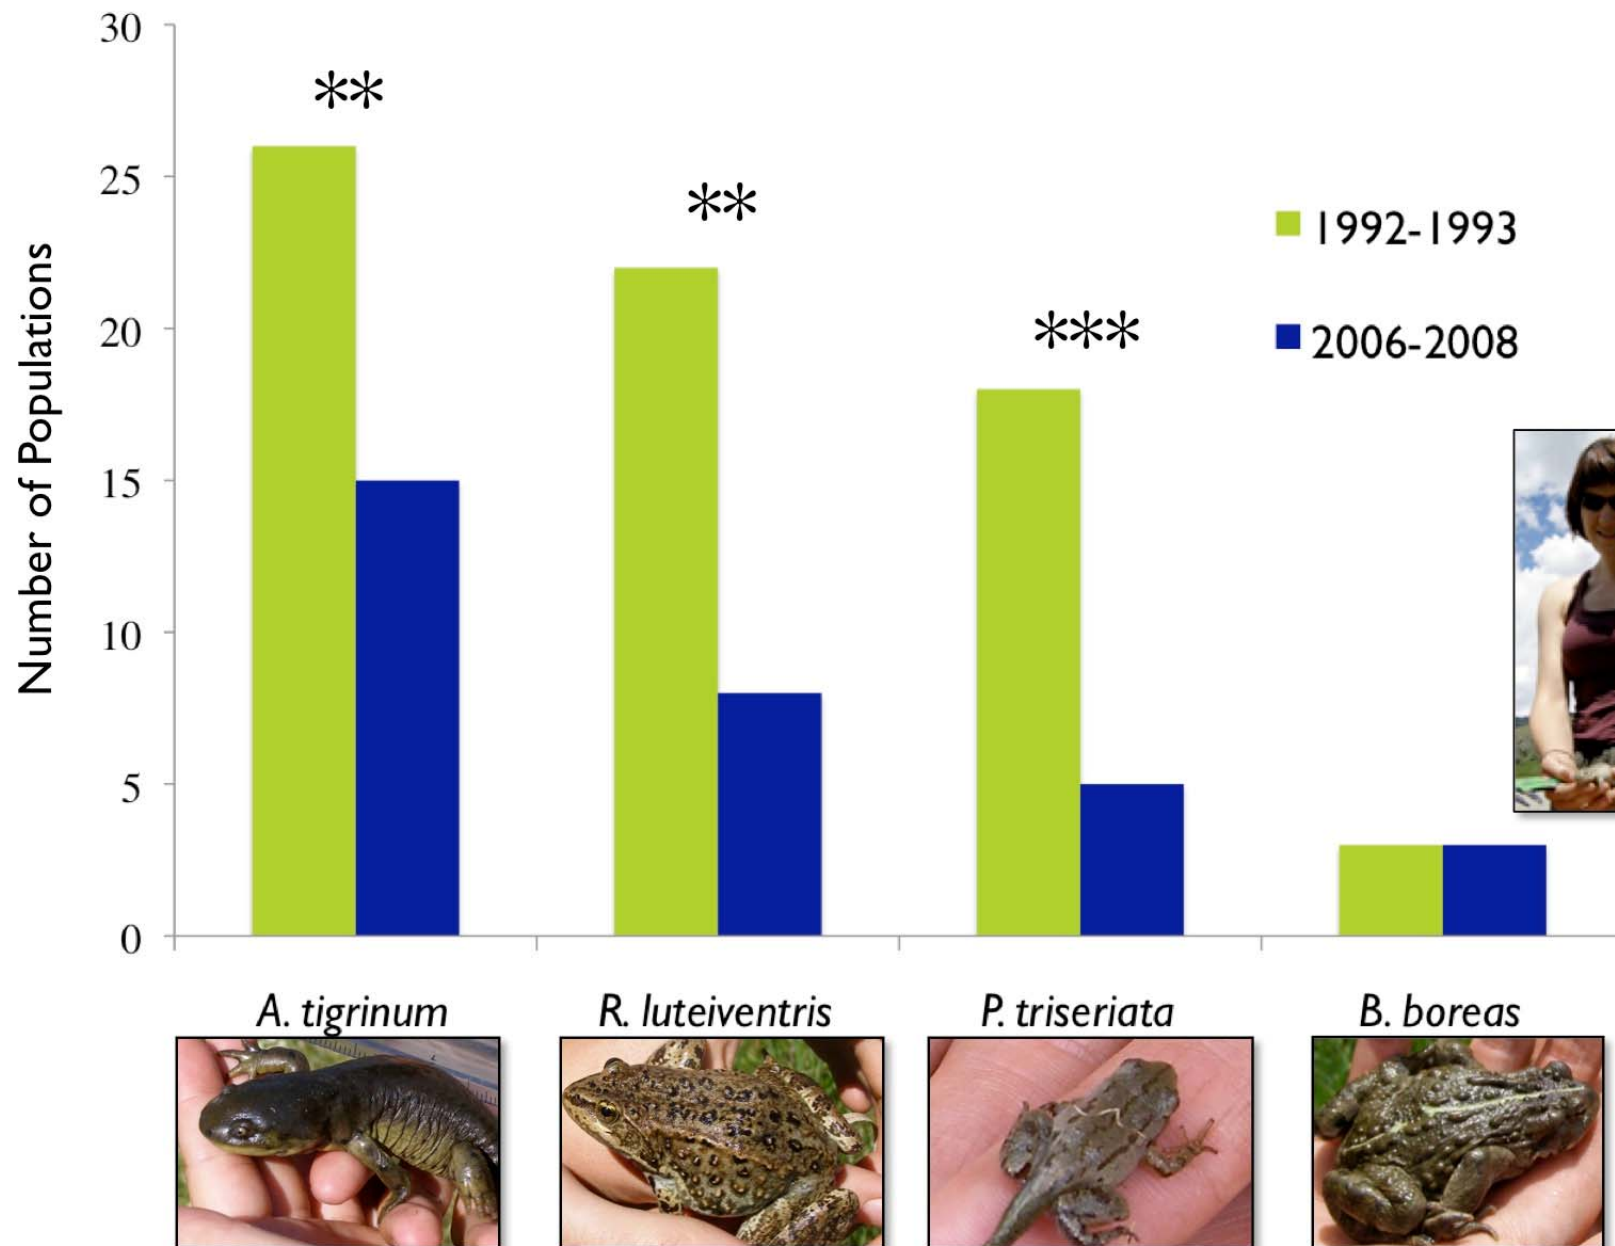 30
25
20
15
10
5
0
Number of Populations
**
**
***
1992-1993
2006-2008
A. tigrinum
R. luteiventris
P. triseriata
B. boreas